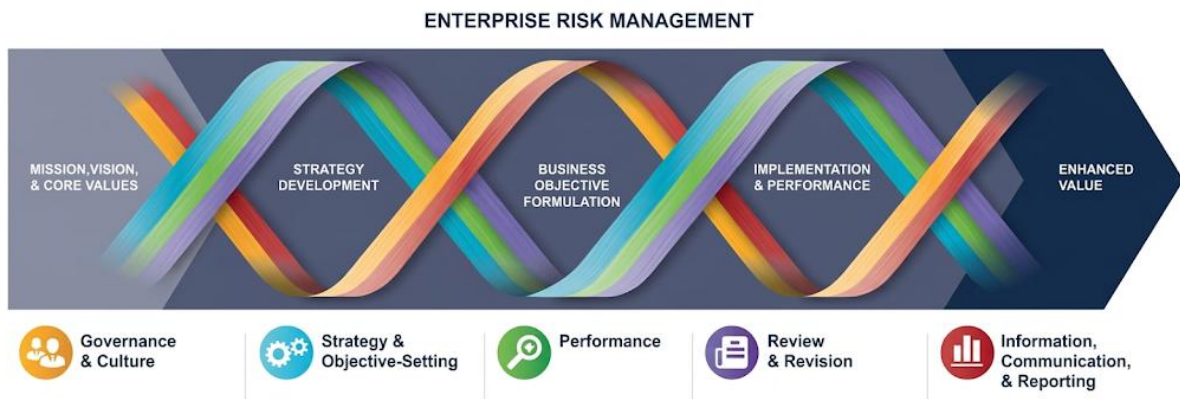 ENTERPRISE RISK MANAGEMENT
MISSION,VISION,
& CORE VALUES
STRATEGY
DEVELOPMENT
BUSINESS
OBJECTIVE
FORMULATION
IMPLEMENTATION
& PERFORMANCE
ENHANCED
VALUE
Governance
& Culture
Strategy &
Objective-Setting
Performance
Review
& Revision
Information,
Communication,
& Reporting